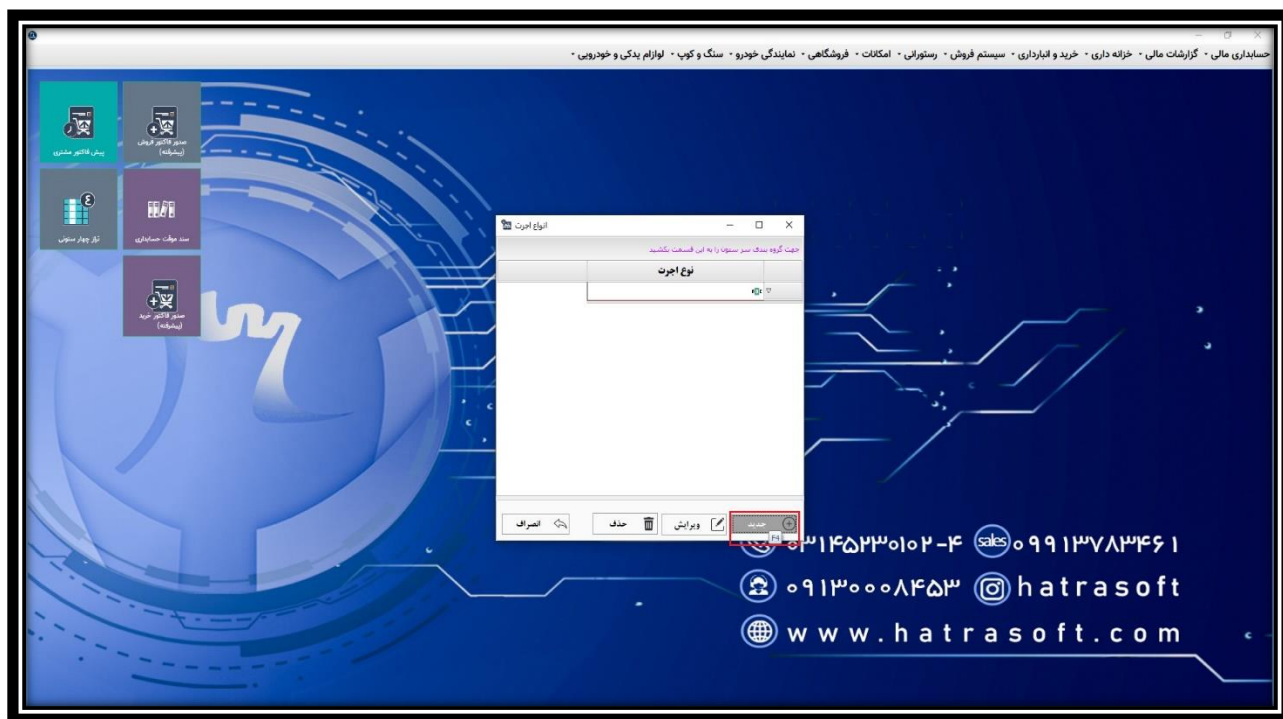 حسابداری مالی - گزارشات مالی - خزانه داری - خرید و انبارداری - سیستم فروش - رستورانی - امکانات - فروشگاهی - نمایندگی خودرو - سنگ و کوپ - لوازم یدکی و خودرویی -
صدور فاکتور فروش
(پیشرفته)
پیش فاکتور مشتری
سند موقت حسابداری
تراز چهار ستونی
صدور فاکتور خرید
(پیشرفته)
انواع اجرت
جهت گروه بندی سر ستون را به این قسمت بکشید
نوع اجرت
جدید
ویرایش
حذف
انصراف
F4
۰۳۱۴۵۲۳۰۱۰۲-۴
sales ۰۹۹۱۳۷۸۳۴۶۱
۰۹۱۳۰۰۰۸۴۵۳
hatrasoft
www.hatrasoft.com